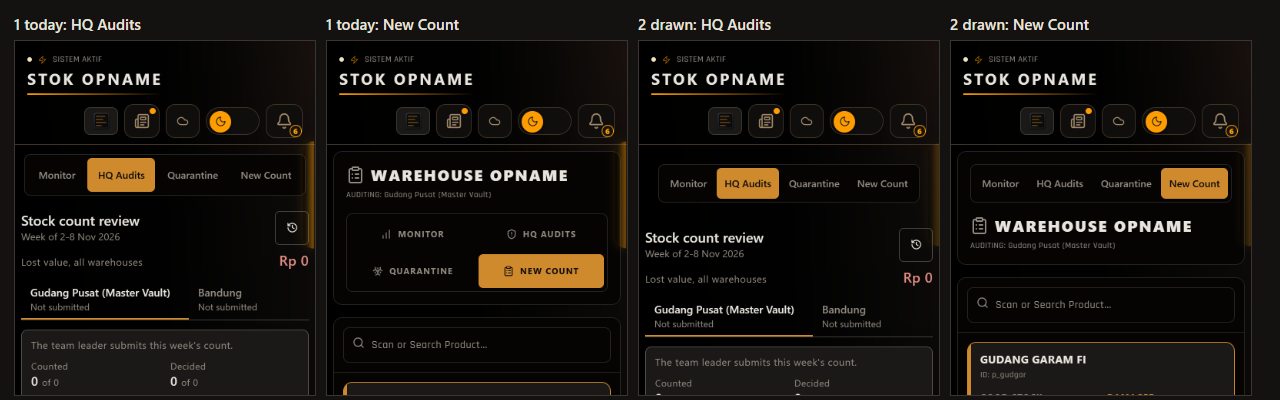 1 today: HQ Audits
SISTEM AKTIF
STOK OPNAME
6
Monitor HQ Audits Quarantine New Count
Stock count review
Week of 2-8 Nov 2026
Lost value, all warehouses Rp 0
Gudang Pusat (Master Vault) Bandung
Not submitted Not submitted
The team leader submits this week's count.
Counted Decided
0 of 0 0 of 0
1 today: New Count
SISTEM AKTIF
STOK OPNAME
6
WAREHOUSE OPNAME
AUDITING: Gudang Pusat (Master Vault)
MONITOR HQ AUDITS
QUARANTINE NEW COUNT
Scan or Search Product...
2 drawn: HQ Audits
SISTEM AKTIF
STOK OPNAME
6
Monitor HQ Audits Quarantine New Count
Stock count review
Week of 2-8 Nov 2026
Lost value, all warehouses Rp 0
Gudang Pusat (Master Vault) Bandung
Not submitted Not submitted
The team leader submits this week's count.
Counted Decided
2 drawn: New Count
SISTEM AKTIF
STOK OPNAME
6
Monitor HQ Audits Quarantine New Count
WAREHOUSE OPNAME
AUDITING: Gudang Pusat (Master Vault)
Scan or Search Product...
GUDANG GARAM FI
ID: p_gudgar